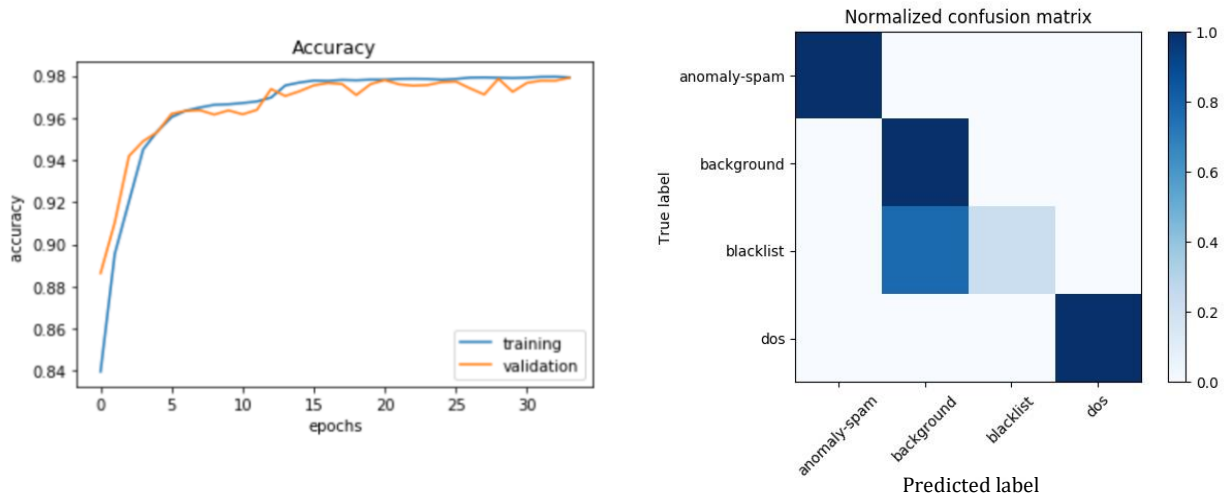 Accuracy
0.98
0.96
0.94
0.92
0.90
0.88
0.86
0.84
accuracy
0
5
10
15
20
25
30
epochs
training
validation
Normalized confusion matrix
True label
anomaly-spam
background
blacklist
dos
anomaly-spam
background
blacklist
dos
Predicted label
1.0
0.8
0.6
0.4
0.2
0.0